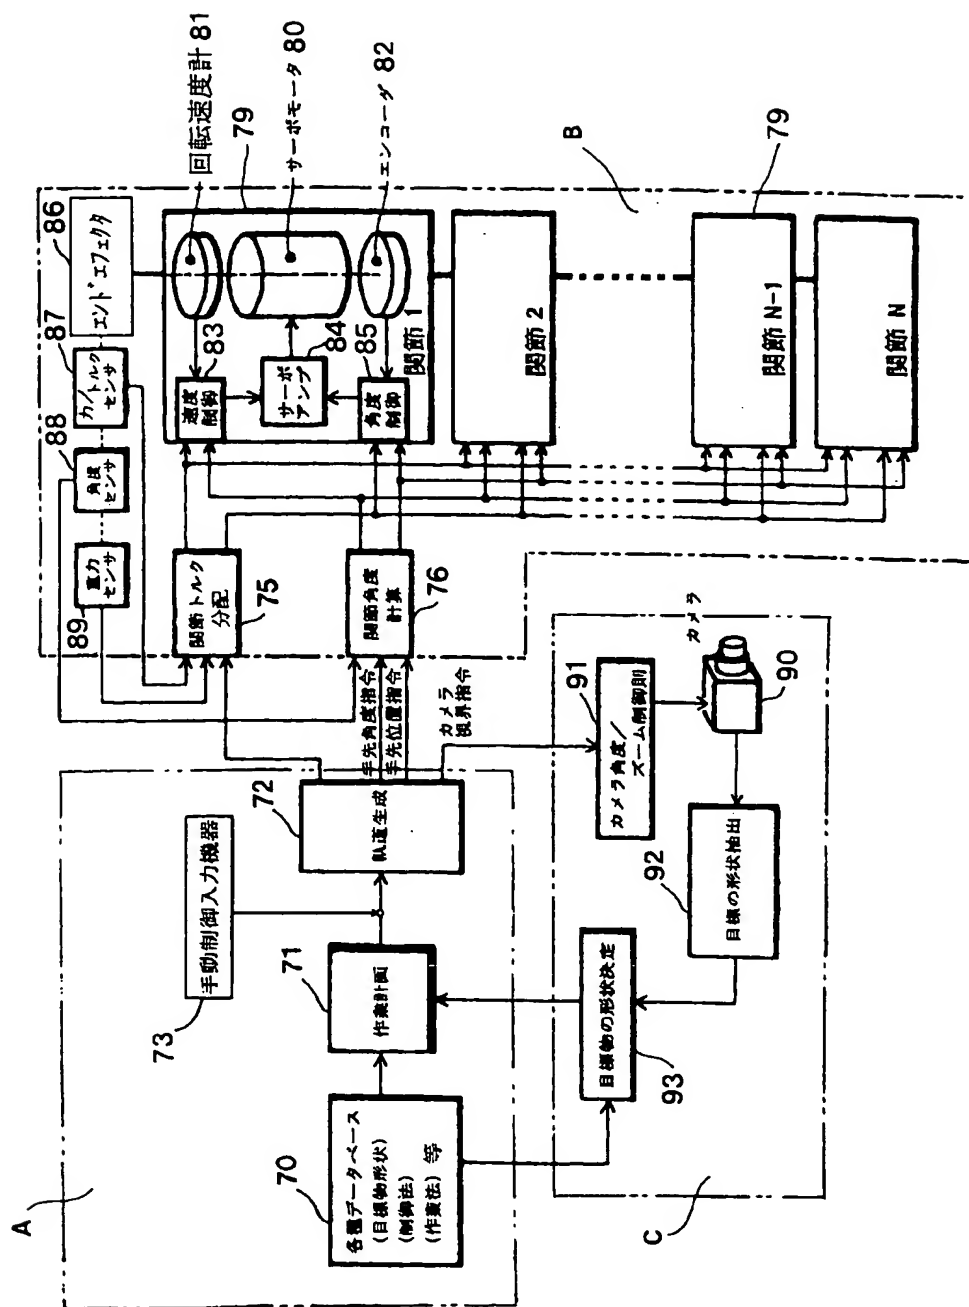 A
各種データベース
(目標物形状)
(制御法)
(作業法) 等
70
作業計画
71
手動制御入力機器
73
軌道生成
72
手先角度指令
手先位置指令
カメラ
視界指令
関節トルク
分配
75
関節角度
計算
76
重力
センサ
89
角度
センサ
88
力/トルク
センサ
87
エンドエフェクタ
86
速度
制御
83
サーボ
アンプ
84
角度
制御
85
関節 1
回転速度計 81
サーボモータ 80
エンコーダ 82
79
関節 2
B
関節 N-1
79
関節 N
C
目標物の形状決定
93
目標の形状抽出
92
カメラ角度/
ズーム制御則
91
カメラ
90